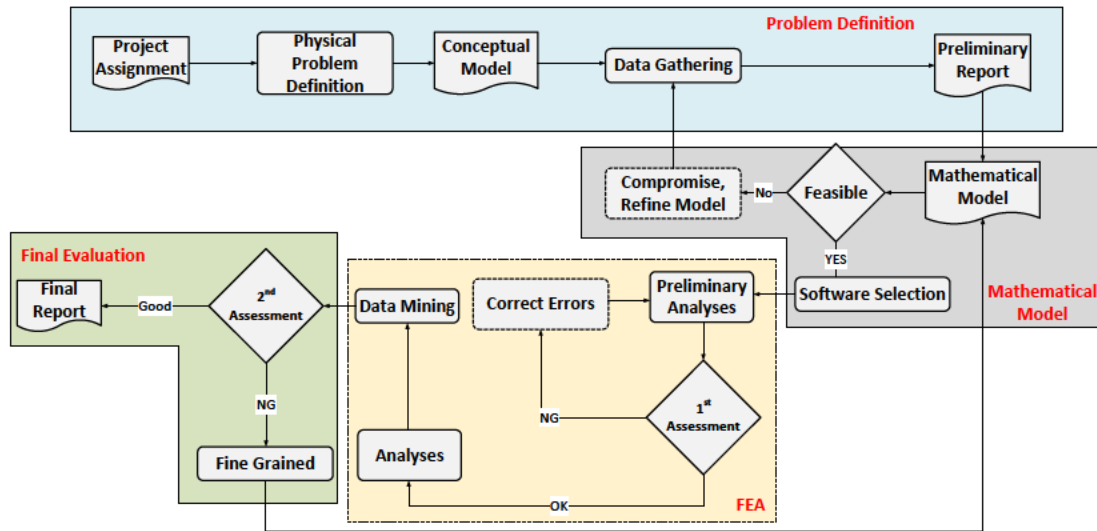 Problem Definition
Project
Assignment
Physical
Problem
Definition
Conceptual
Model
Data Gathering
Preliminary
Report
Compromise,
Refine Model
No
Feasible
Mathematical
Model
YES
Software Selection
Mathematical
Model
Final Evaluation
Final
Report
Good
2nd
Assessment
NG
Fine Grained
Data Mining
Correct Errors
Preliminary
Analyses
NG
1st
Assessment
Analyses
OK
FEA